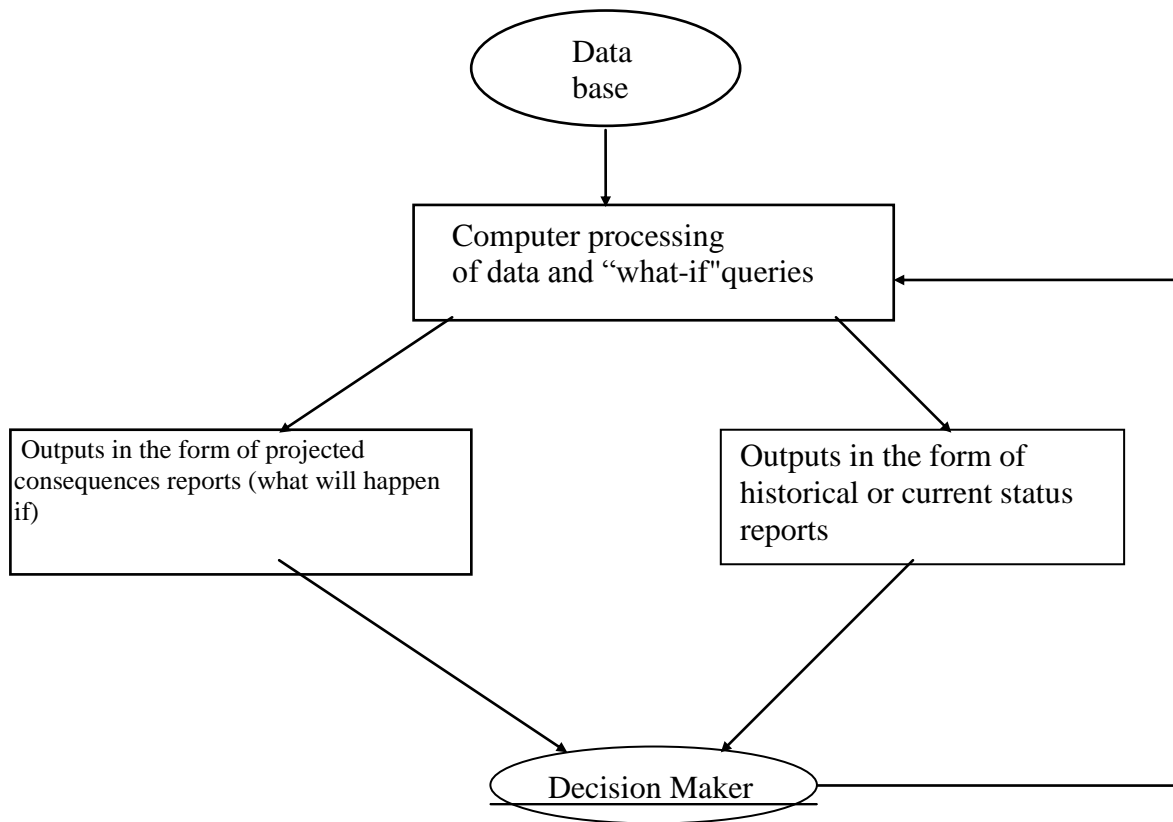 Data
base
Computer processing
of data and “what-if"queries
Outputs in the form of projected
consequences reports (what will happen
if)
Outputs in the form of
historical or current status
reports
Decision Maker